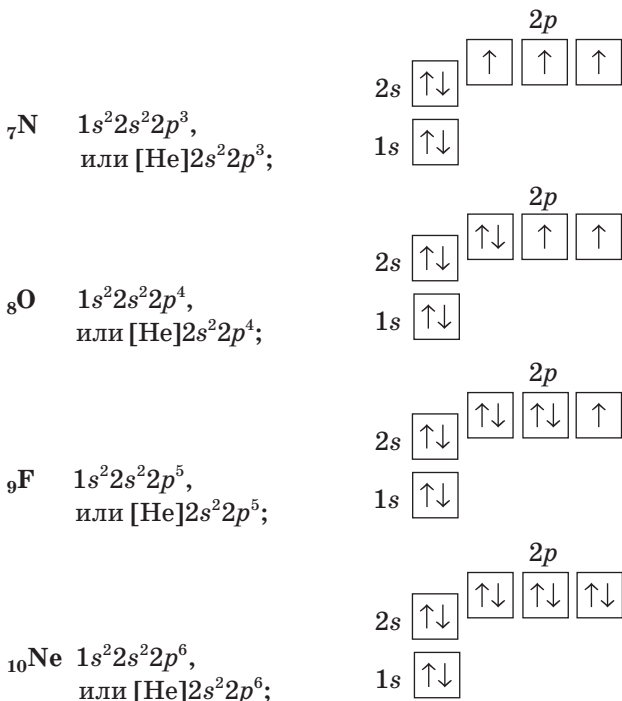 2p
↑ ↑ ↑
2s ↑↓
₇N 1s²2s²2p³,
1s ↑↓
или [He]2s²2p³;
2p
↑↓ ↑ ↑
2s ↑↓
₈O 1s²2s²2p⁴,
1s ↑↓
или [He]2s²2p⁴;
2p
↑↓ ↑↓ ↑
2s ↑↓
₉F 1s²2s²2p⁵,
1s ↑↓
или [He]2s²2p⁵;
2p
↑↓ ↑↓ ↑↓
2s ↑↓
₁₀Ne 1s²2s²2p⁶,
1s ↑↓
или [He]2s²2p⁶;